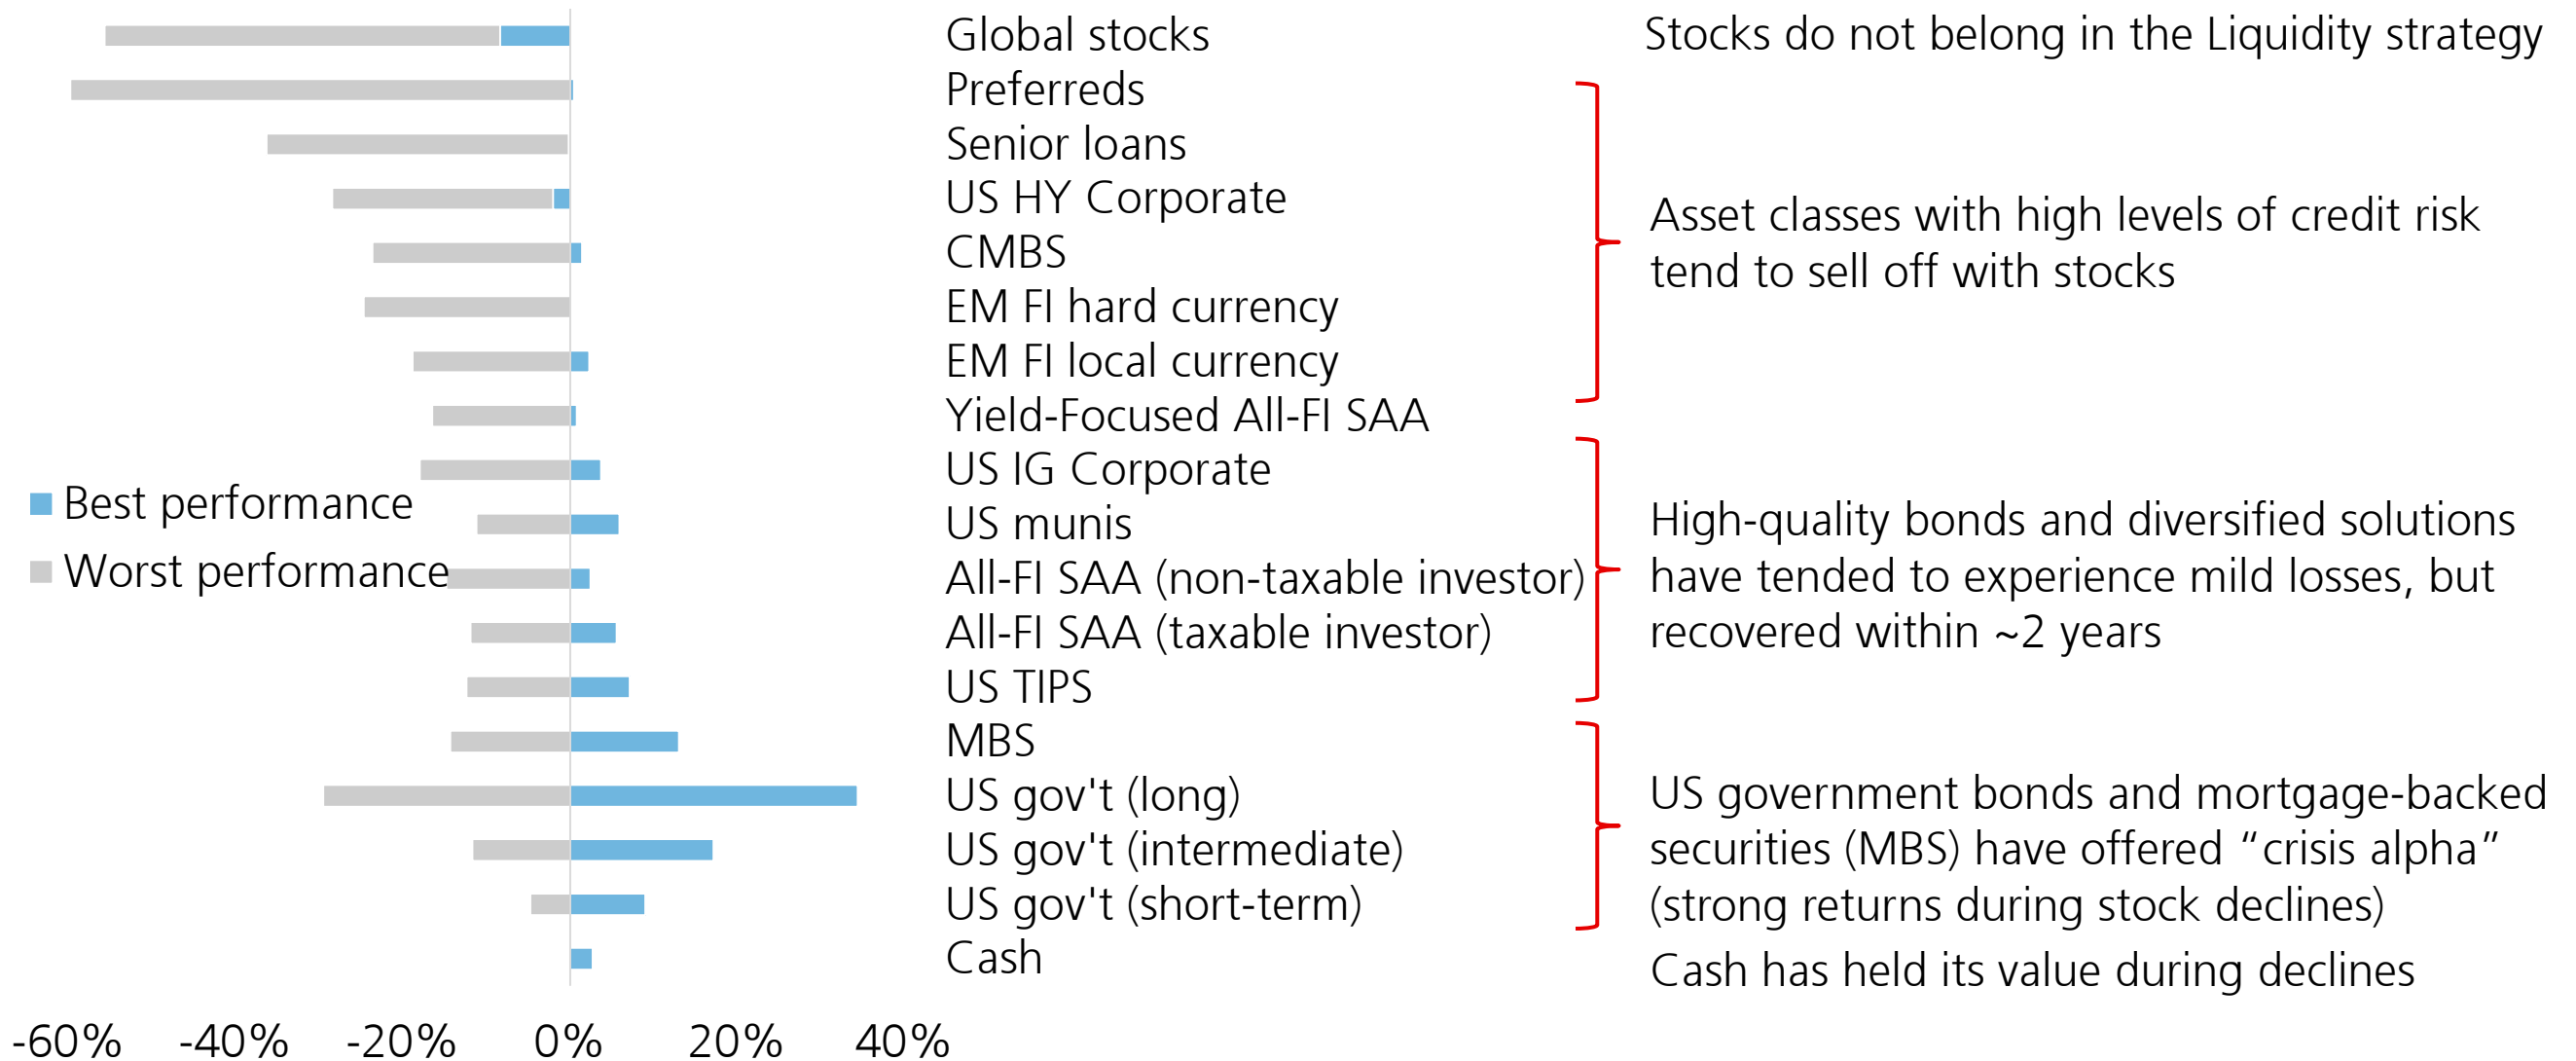 Global stocks
Preferreds
Senior loans
US HY Corporate
CMBS
EM FI hard currency
EM FI local currency
Yield-Focused All-FI SAA
US IG Corporate
US munis
All-FI SAA (non-taxable investor)
All-FI SAA (taxable investor)
US TIPS
MBS
US gov't (long)
US gov't (intermediate)
US gov't (short-term)
Cash
Best performance
Worst performance
-60% -40% -20% 0% 20% 40%
Stocks do not belong in the Liquidity strategy
Asset classes with high levels of credit risk
tend to sell off with stocks
High-quality bonds and diversified solutions
have tended to experience mild losses, but
recovered within ~2 years
US government bonds and mortgage-backed
securities (MBS) have offered “crisis alpha”
(strong returns during stock declines)
Cash has held its value during declines